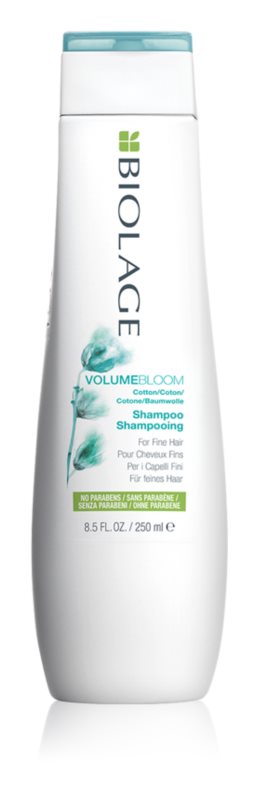 BIOLAGE
VOLUMEBLOOM
Cotton/Coton/
Cotone/Baumwolle
Shampoo
Shampooing
For Fine Hair
Pour Cheveux Fins
Per i Capelli Fini
Für feines Haar
NO PARABENS / SANS PARABÈNE /
SENZA PARABENI / OHNE PARABENE
8.5 FL. OZ. / 250 ml ℮